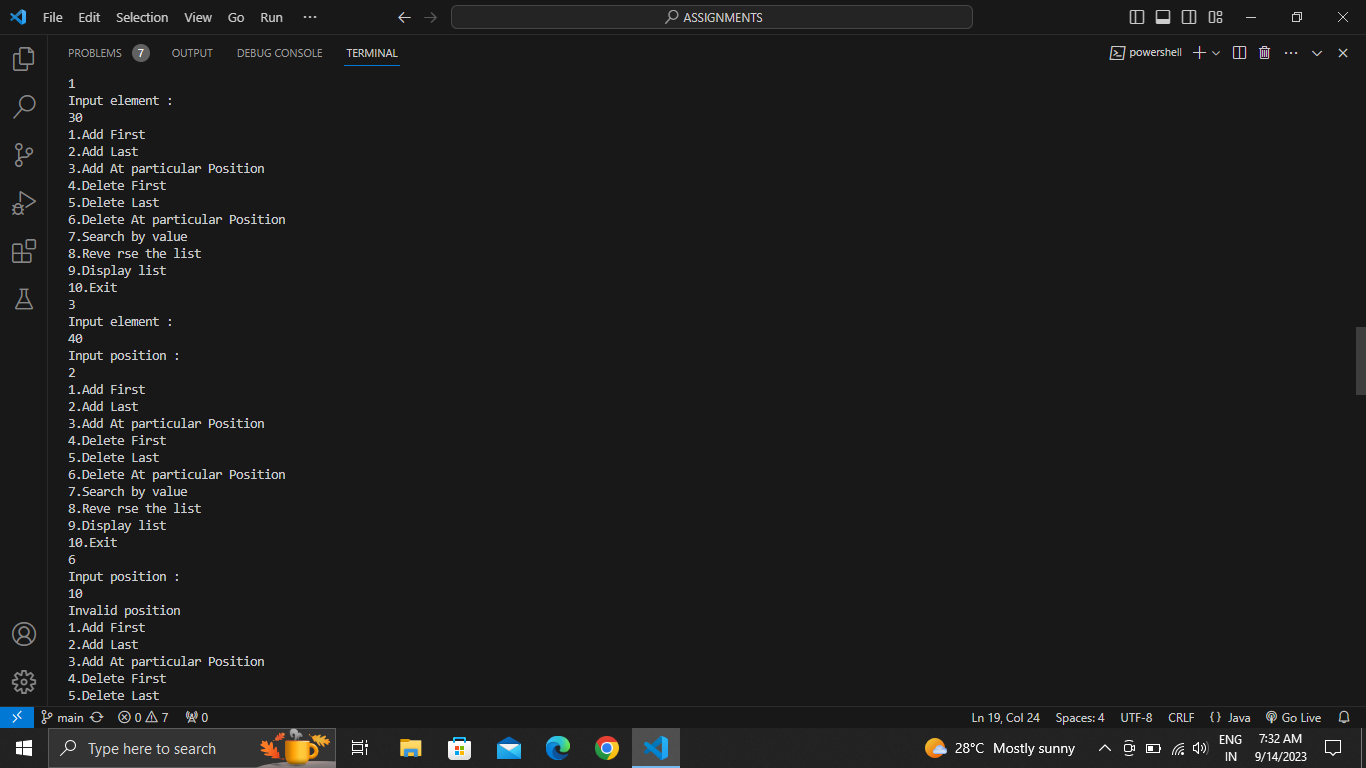 File Edit Selection View Go Run ··· ASSIGNMENTS
PROBLEMS 7 OUTPUT DEBUG CONSOLE TERMINAL powershell
1
Input element :
30
1.Add First
2.Add Last
3.Add At particular Position
4.Delete First
5.Delete Last
6.Delete At particular Position
7.Search by value
8.Reve rse the list
9.Display list
10.Exit
3
Input element :
40
Input position :
2
1.Add First
2.Add Last
3.Add At particular Position
4.Delete First
5.Delete Last
6.Delete At particular Position
7.Search by value
8.Reve rse the list
9.Display list
10.Exit
6
Input position :
10
Invalid position
1.Add First
2.Add Last
3.Add At particular Position
4.Delete First
5.Delete Last
main 0 7 0 Ln 19, Col 24 Spaces: 4 UTF-8 CRLF {} Java Go Live
Type here to search 28°C Mostly sunny ENG IN 7:32 AM 9/14/2023